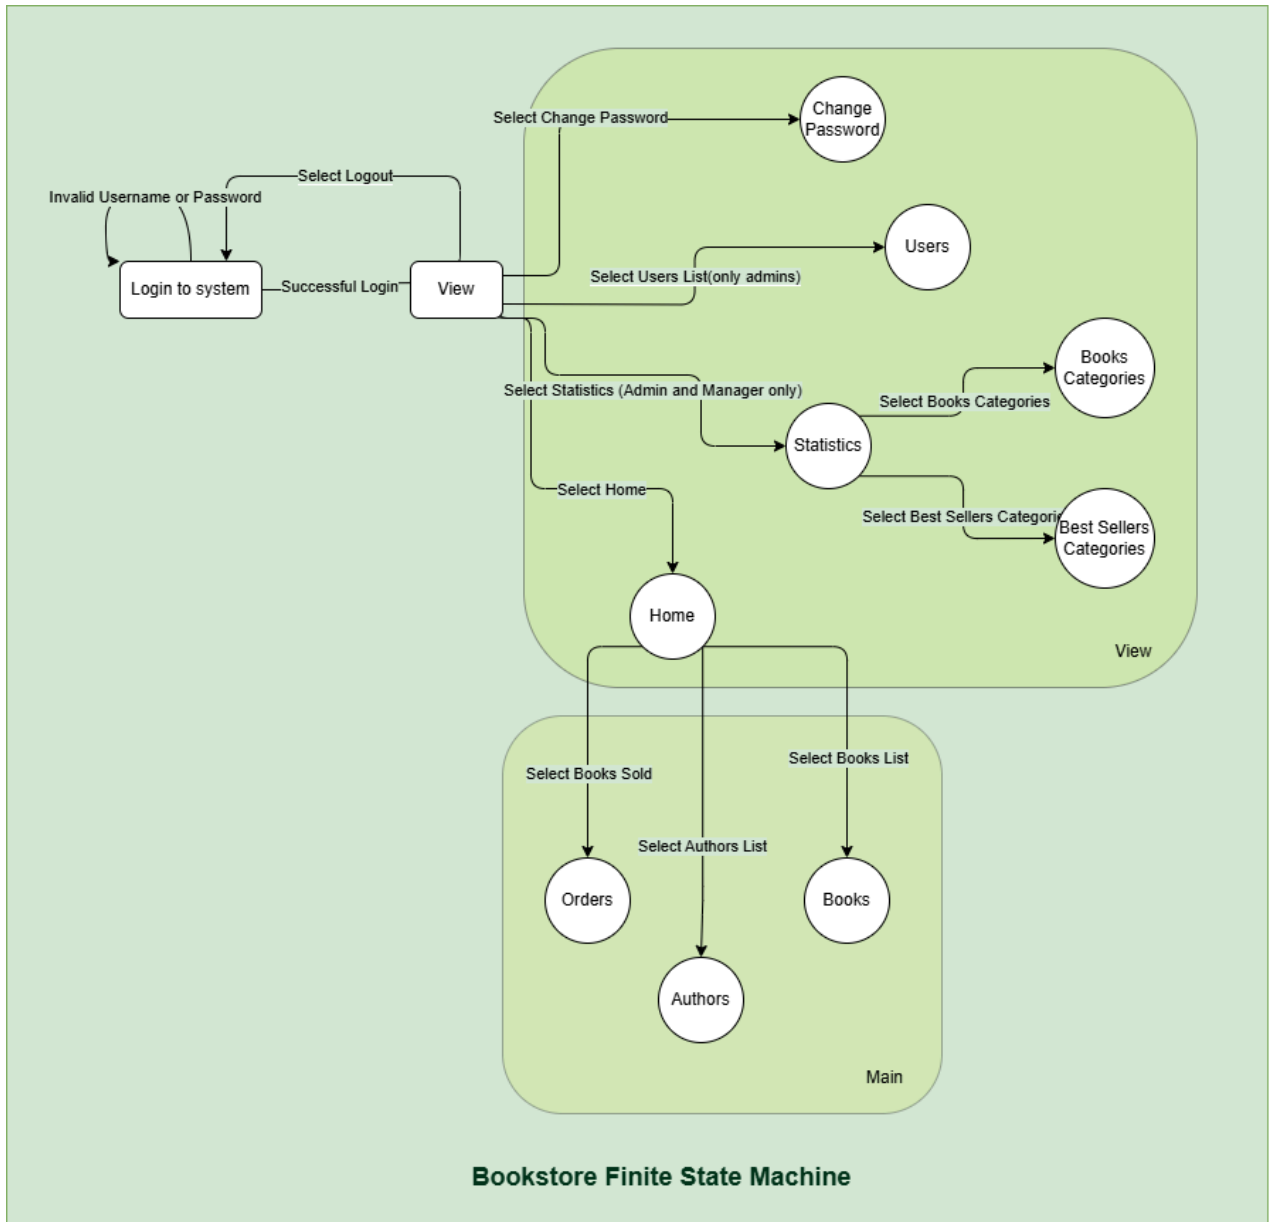 Change
Password
Select Change Password
Select Logout
Invalid Username or Password
Users
Select Users List(only admins)
Login to system
Successful Login
View
Books
Categories
Select Statistics (Admin and Manager only)
Select Books Categories
Statistics
Select Home
Select Best Sellers Categorie
Best Sellers
Categories
Home
View
Select Books List
Select Books Sold
Select Authors List
Orders
Books
Authors
Main
Bookstore Finite State Machine